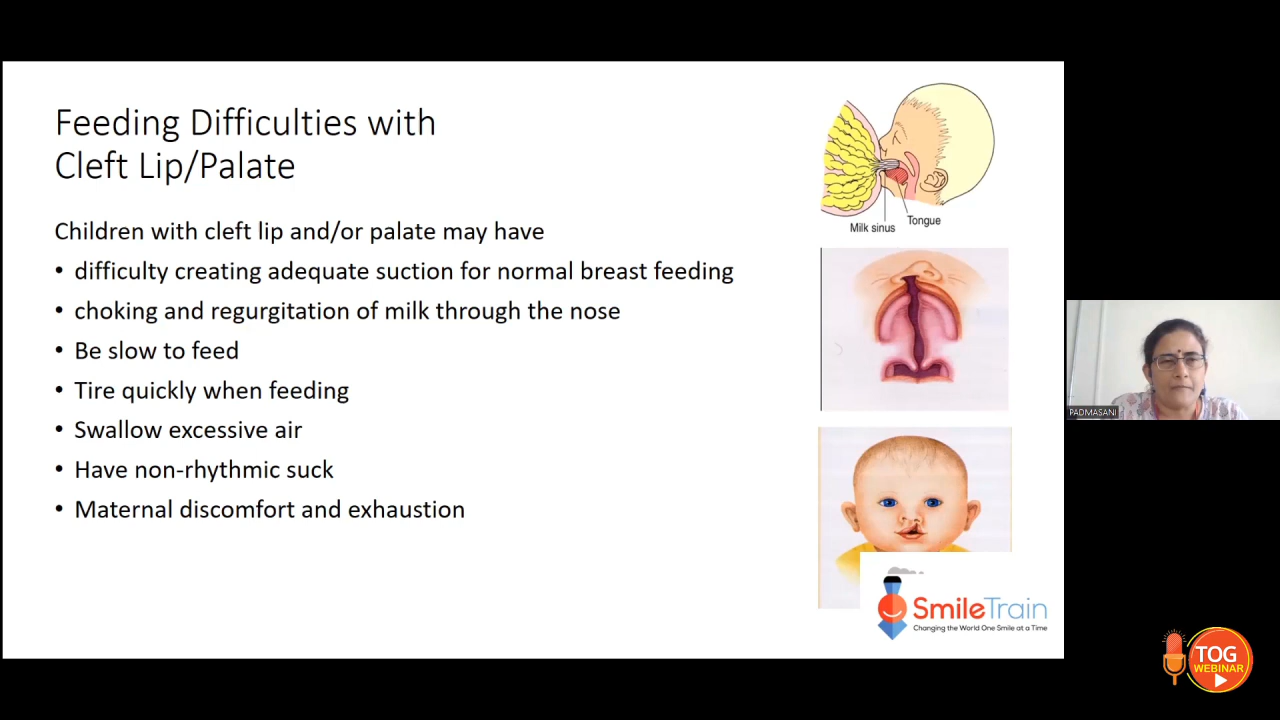 Feeding Difficulties with
Cleft Lip/Palate
Children with cleft lip and/or palate may have
• difficulty creating adequate suction for normal breast feeding
• choking and regurgitation of milk through the nose
• Be slow to feed
• Tire quickly when feeding
• Swallow excessive air
• Have non-rhythmic suck
• Maternal discomfort and exhaustion
Tongue
Milk sinus
SmileTrain
Changing the World One Smile at a Time
PADMASANI
TOG
WEBINAR